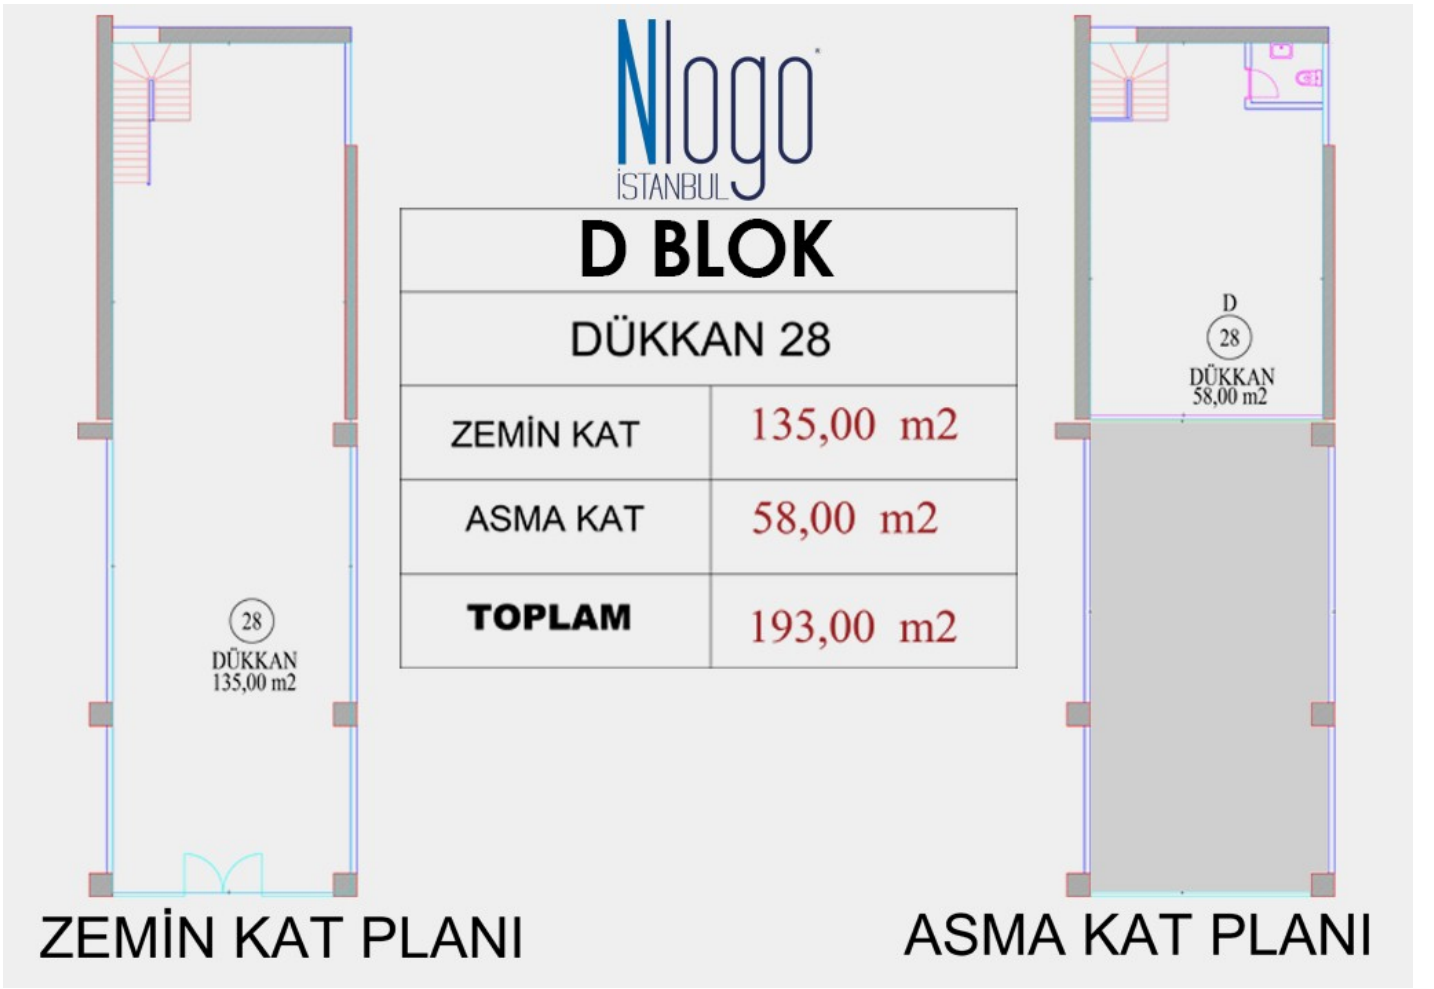 Nlogo
İSTANBUL
D BLOK
DÜKKAN 28
ZEMİN KAT 135,00 m2
ASMA KAT 58,00 m2
TOPLAM 193,00 m2
28
DÜKKAN
135,00 m2
ZEMİN KAT PLANI
D
28
DÜKKAN
58,00 m2
ASMA KAT PLANI